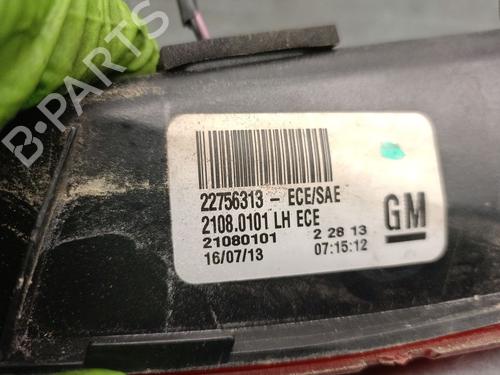 22756313 - ECE/SAE
2108.0101 LH ECE
21080101 2 28 13
16/07/13 07:15:12
GM
B-PARTS